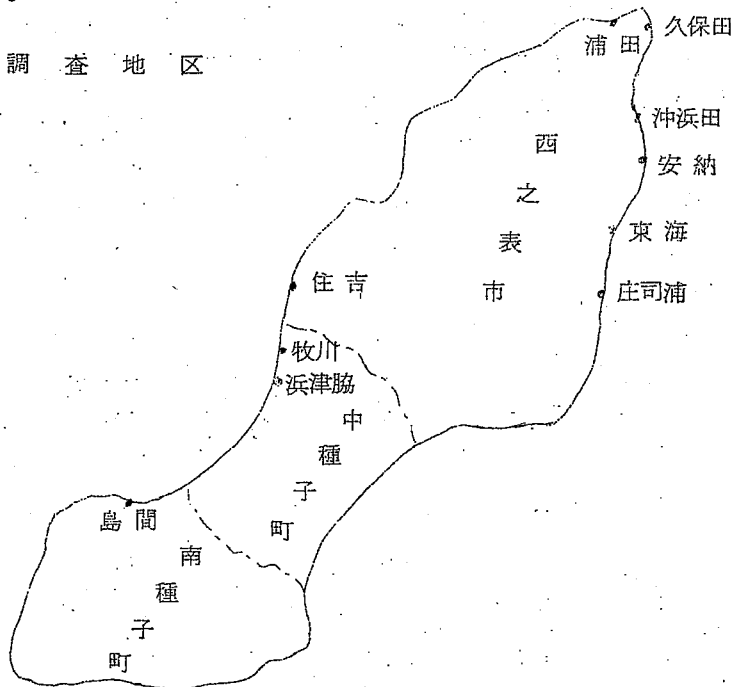 調査地区
浦田
久保田
沖浜田
安納
東海
庄司浦
西之表市
住吉
牧川
浜津脇
中種子町
島間
南種子町